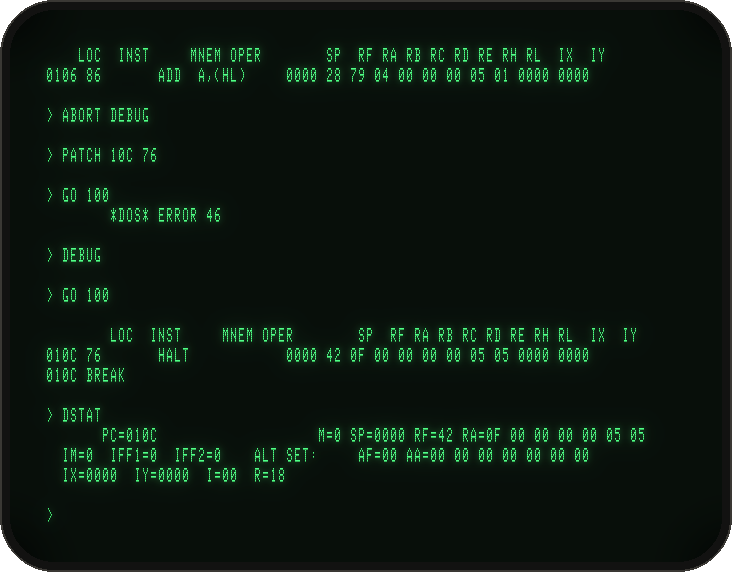 LOC  INST     MNEM OPER        SP  RF RA RB RC RD RE RH RL  IX  IY
0106 86       ADD  A,(HL)     0000 28 79 04 00 00 00 05 01 0000 0000
> ABORT DEBUG
> PATCH 10C 76
> GO 100
*DOS* ERROR 46
> DEBUG
> GO 100
LOC  INST     MNEM OPER        SP  RF RA RB RC RD RE RH RL  IX  IY
010C 76       HALT            0000 42 0F 00 00 00 00 05 05 0000 0000
010C BREAK
> DSTAT
PC=010C                    M=0 SP=0000 RF=42 RA=0F 00 00 00 00 05 05
IM=0  IFF1=0  IFF2=0    ALT SET:     AF=00 AA=00 00 00 00 00 00 00
IX=0000  IY=0000  I=00  R=18
>